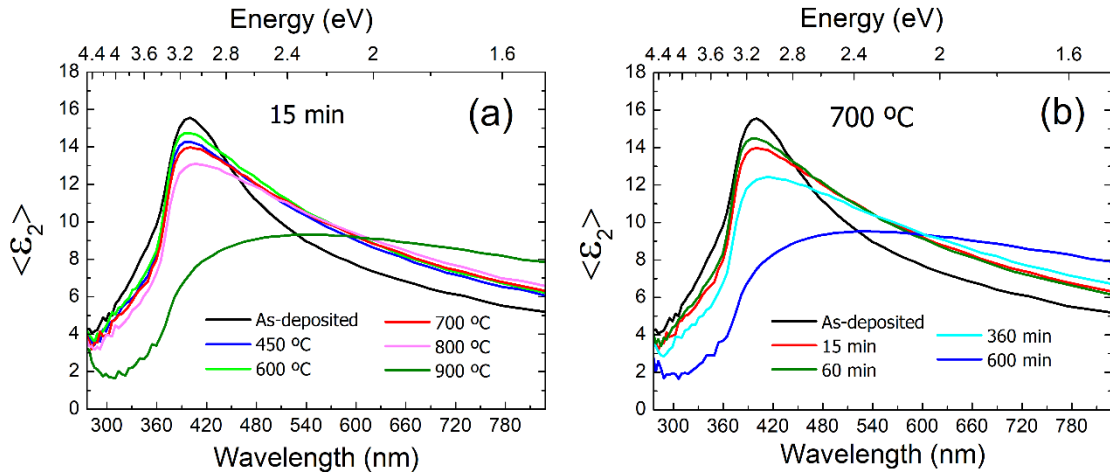 Energy (eV)
4.4 4 3.6 3.2 2.8 2.4 2 1.6
18
16
14
12
10
8
6
4
2
0
<ε2>
15 min
(a)
As-deposited
450 ºC
600 ºC
700 ºC
800 ºC
900 ºC
300 360 420 480 540 600 660 720 780
Wavelength (nm)
Energy (eV)
4.4 4 3.6 3.2 2.8 2.4 2 1.6
18
16
14
12
10
8
6
4
2
0
<ε2>
700 ºC
(b)
As-deposited
15 min
60 min
360 min
600 min
300 360 420 480 540 600 660 720 780
Wavelength (nm)